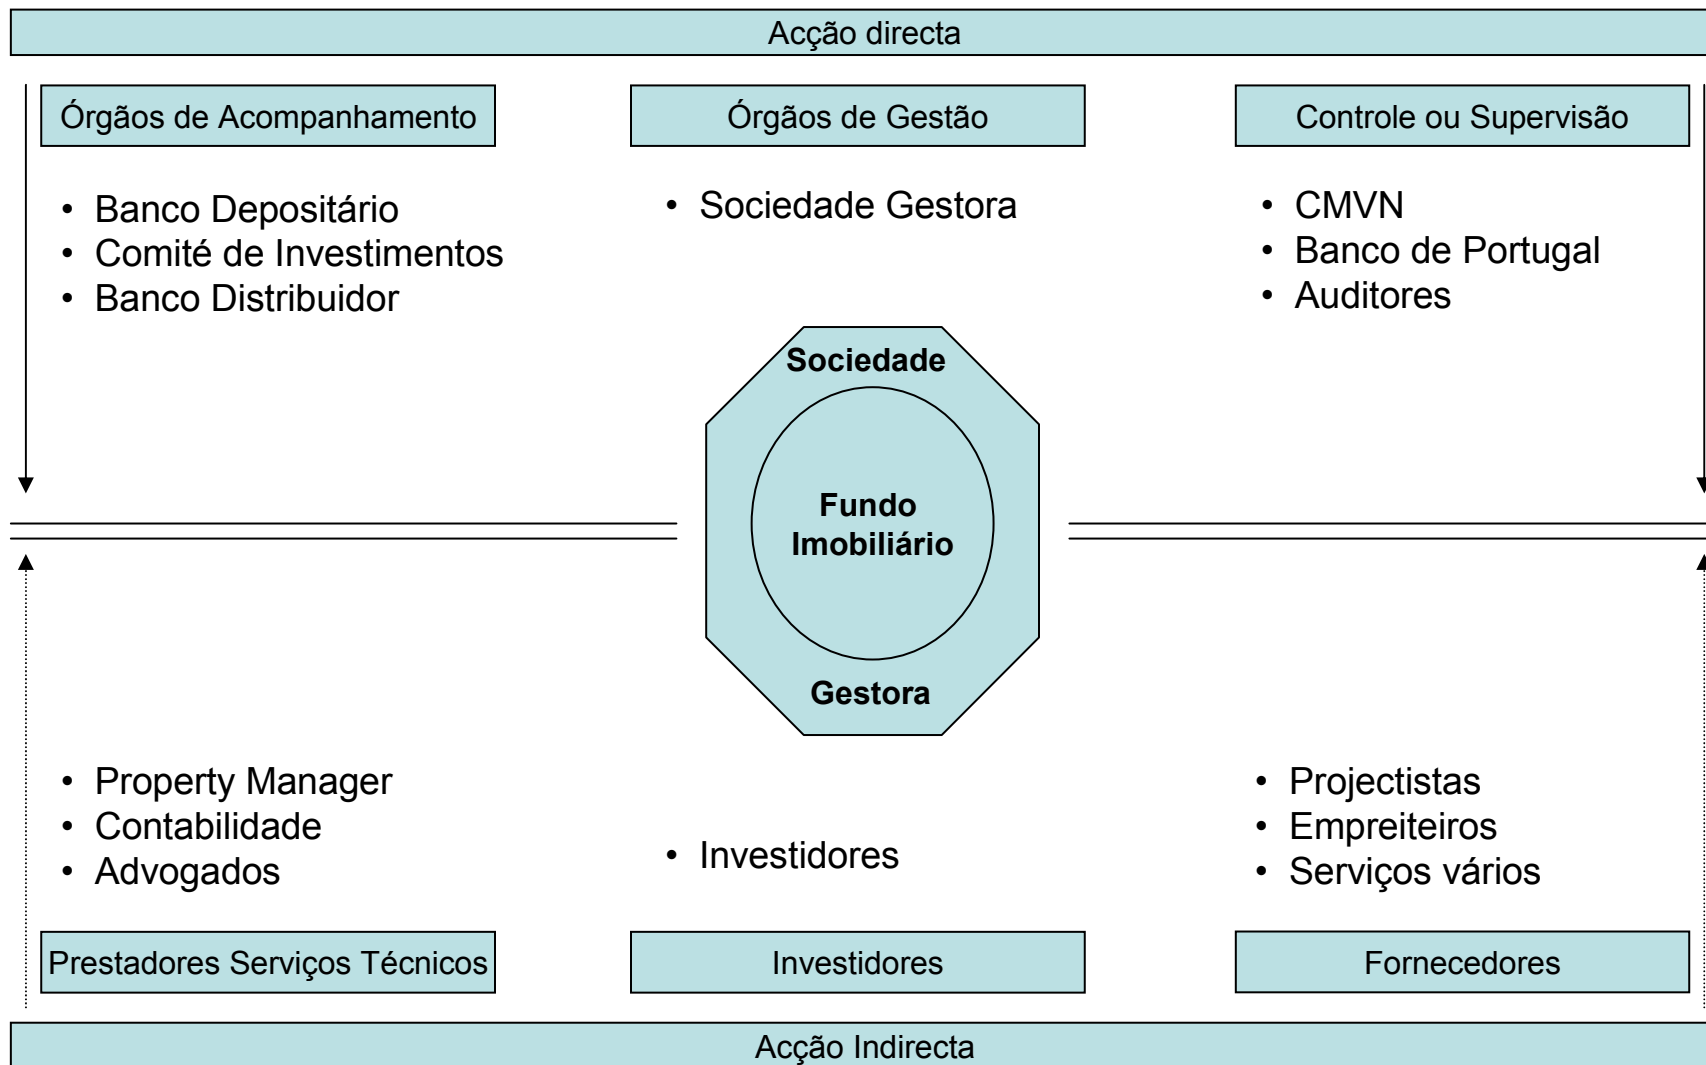 Acção directa
Órgãos de Acompanhamento
Órgãos de Gestão
Controle ou Supervisão
• Banco Depositário
• Comité de Investimentos
• Banco Distribuidor
• Sociedade Gestora
• CMVN
• Banco de Portugal
• Auditores
Sociedade
Fundo
Imobiliário
Gestora
• Property Manager
• Contabilidade
• Advogados
• Investidores
• Projectistas
• Empreiteiros
• Serviços vários
Prestadores Serviços Técnicos
Investidores
Fornecedores
Acção Indirecta